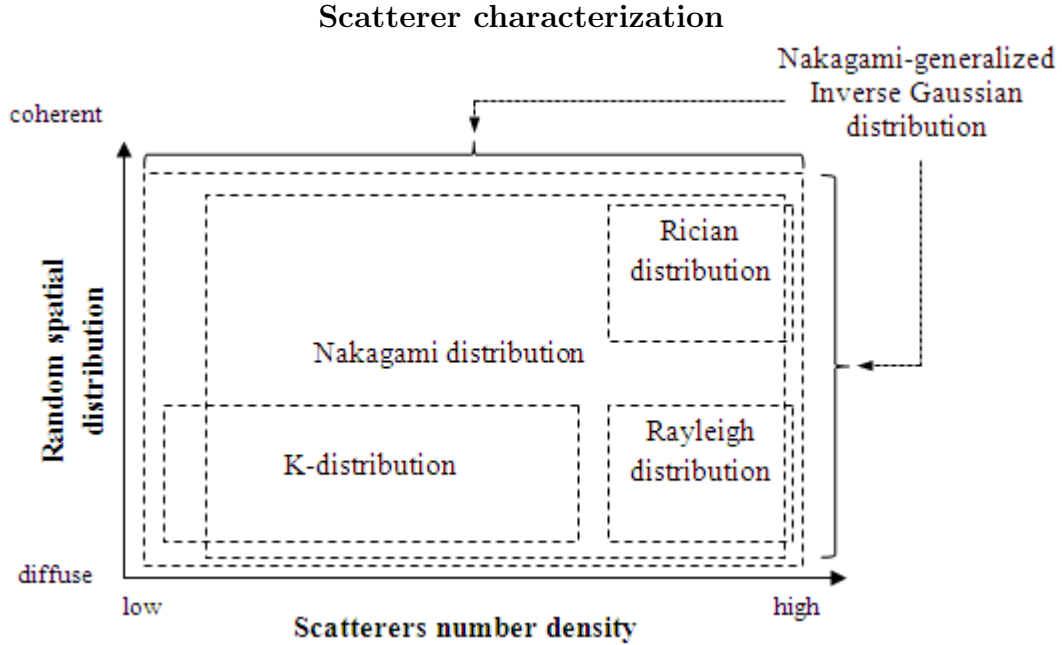 Scatterer characterization
Nakagami-generalized
Inverse Gaussian
distribution
coherent
Rician
distribution
Random spatial
distribution
Nakagami distribution
Rayleigh
distribution
K-distribution
diffuse
low
high
Scatterers number density